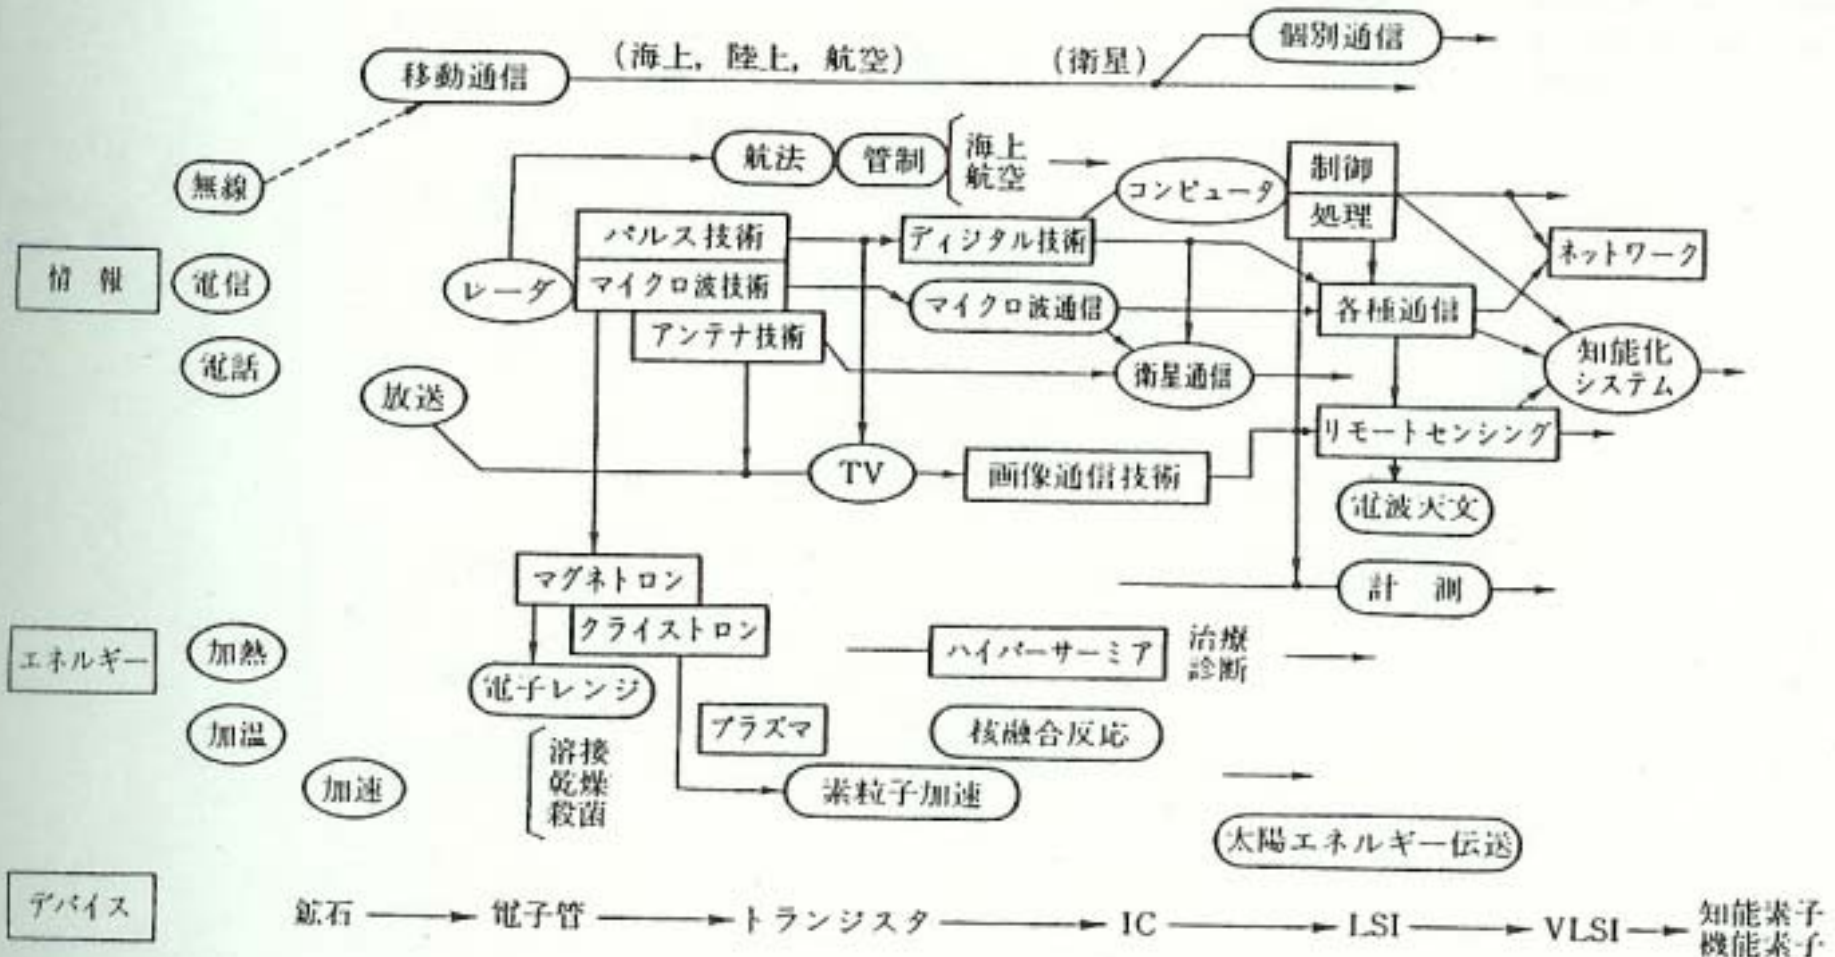 個別通信
移動通信
(海上, 陸上, 航空)
(衛星)
無線
航法
管制
海上
航空
コンピュータ
制御
処理
情 報
電信
電話
レーダ
パルス技術
マイクロ波技術
アンテナ技術
ディジタル技術
マイクロ波通信
衛星通信
各種通信
ネットワーク
知能化
システム
放送
TV
画像通信技術
リモートセンシング
電波天文
計 測
マグネトロン
クライストロン
エネルギー
加熱
加温
加速
電子レンジ
溶接
乾燥
殺菌
プラズマ
素粒子加速
ハイパーサーミア
治療
診断
核融合反応
太陽エネルギー伝送
デバイス
鉱石
電子管
トランジスタ
IC
LSI
VLSI
知能素子
機能素子